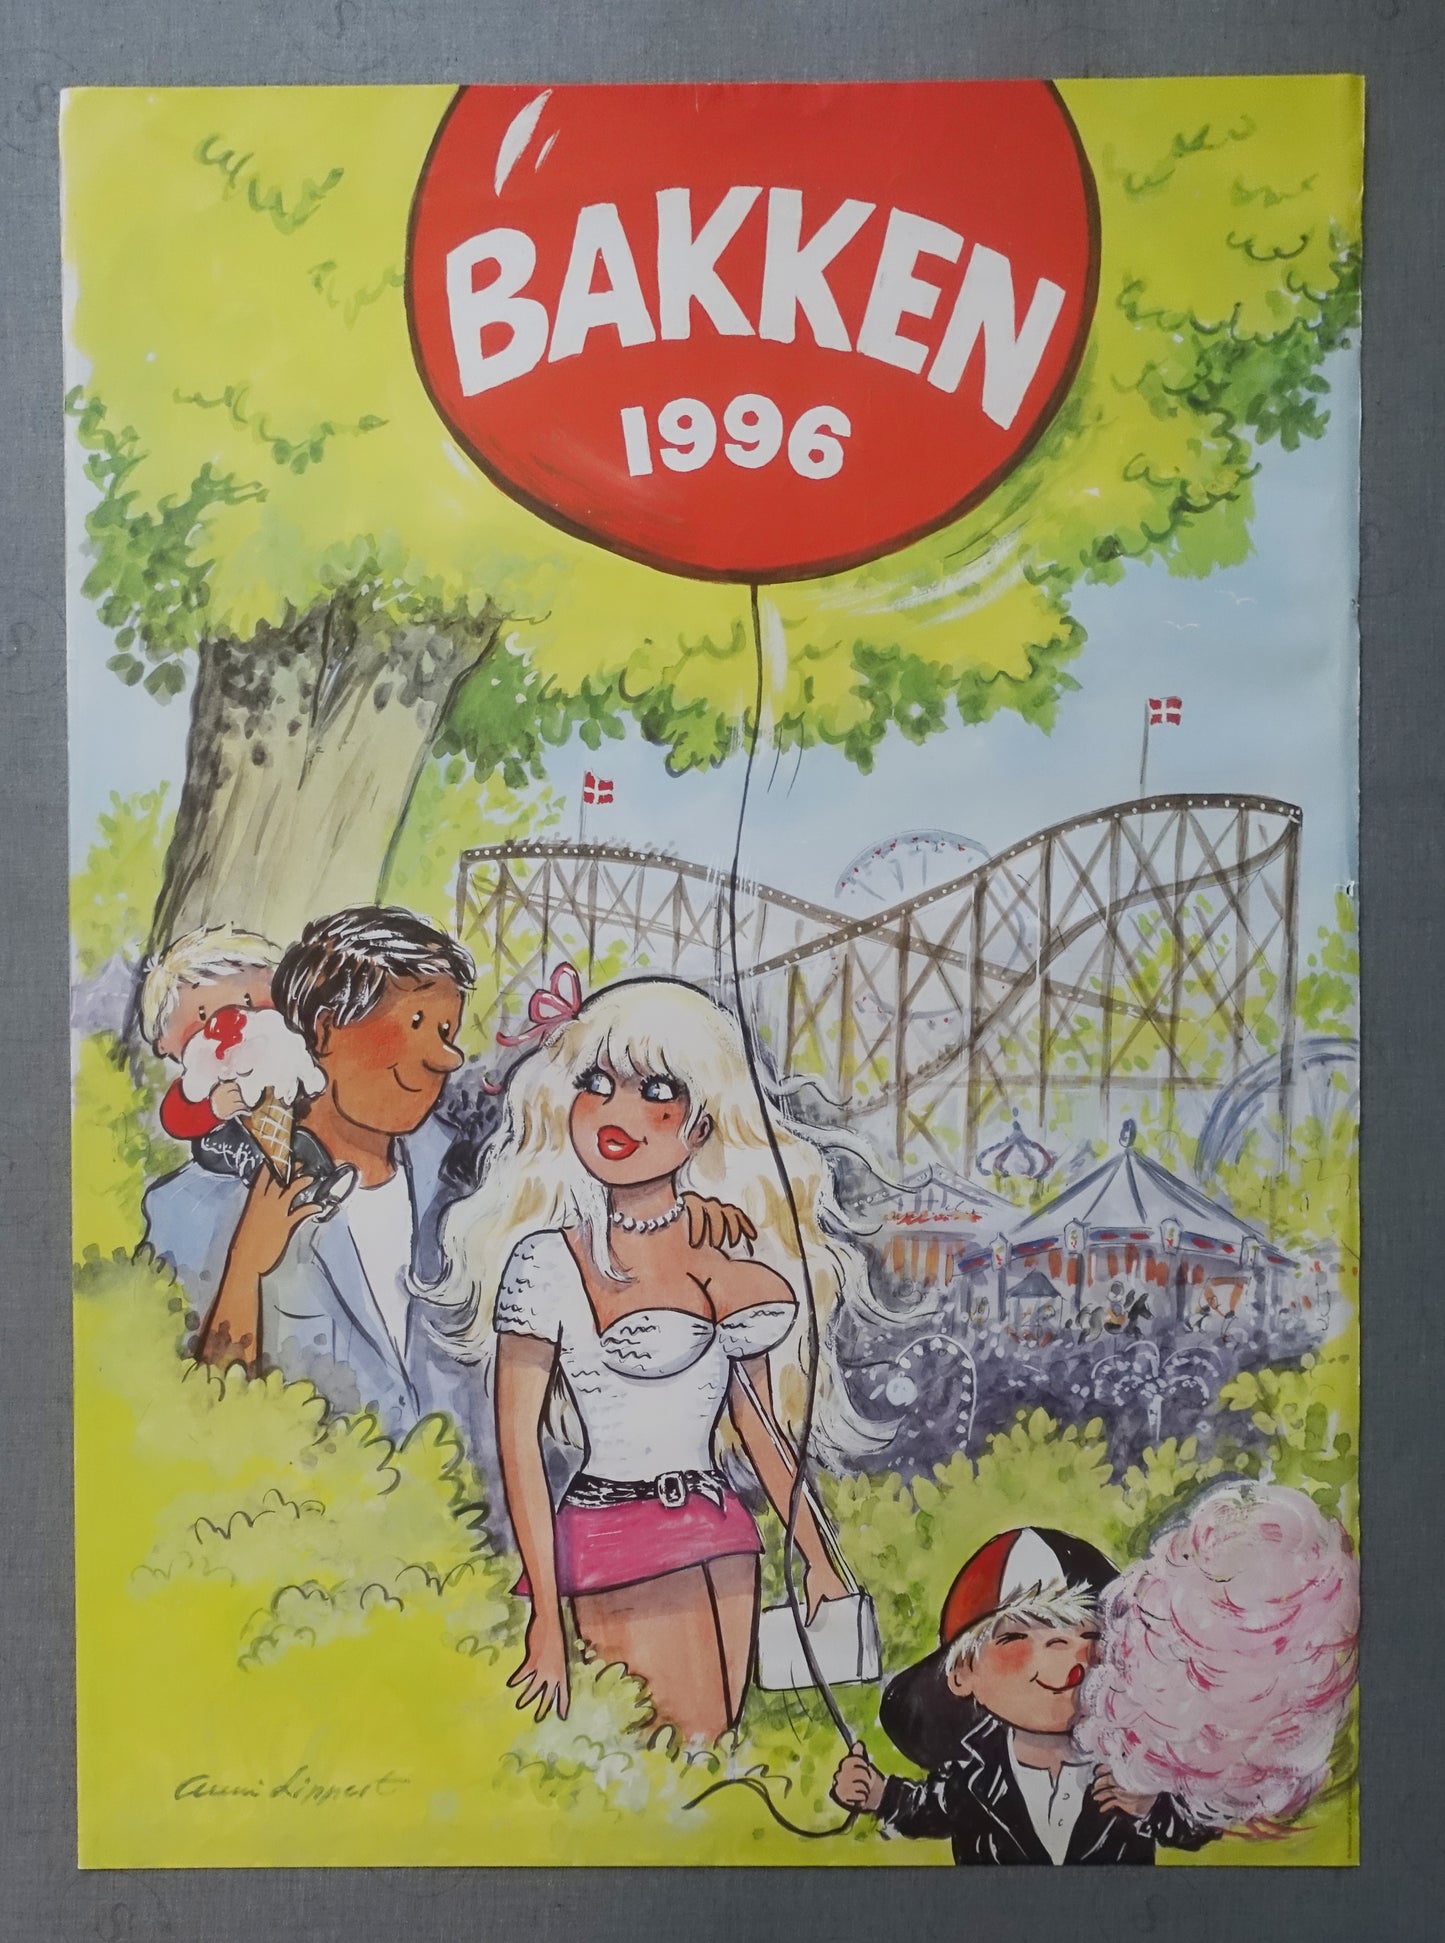 BAKKEN
1996
Anni Lippert